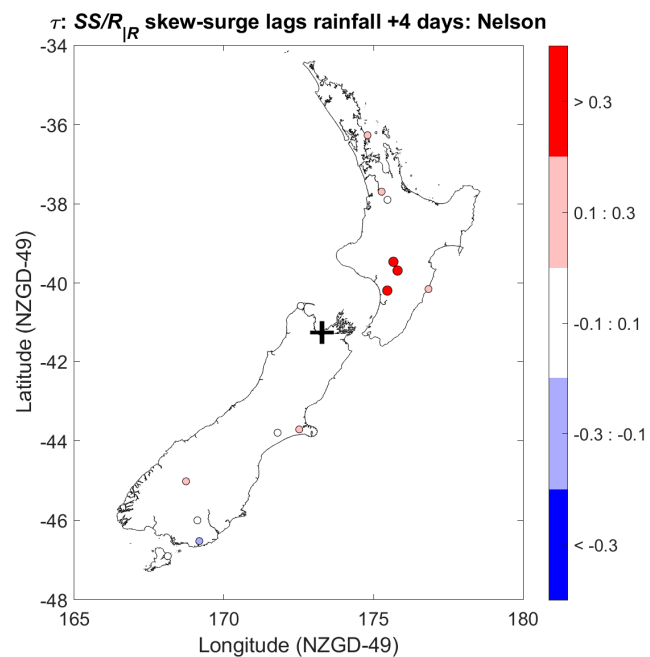 τ: SS/R|R skew-surge lags rainfall +4 days: Nelson
-34
-36
-38
-40
-42
-44
-46
-48
165
170
175
180
Latitude (NZGD-49)
Longitude (NZGD-49)
> 0.3
0.1 : 0.3
-0.1 : 0.1
-0.3 : -0.1
< -0.3